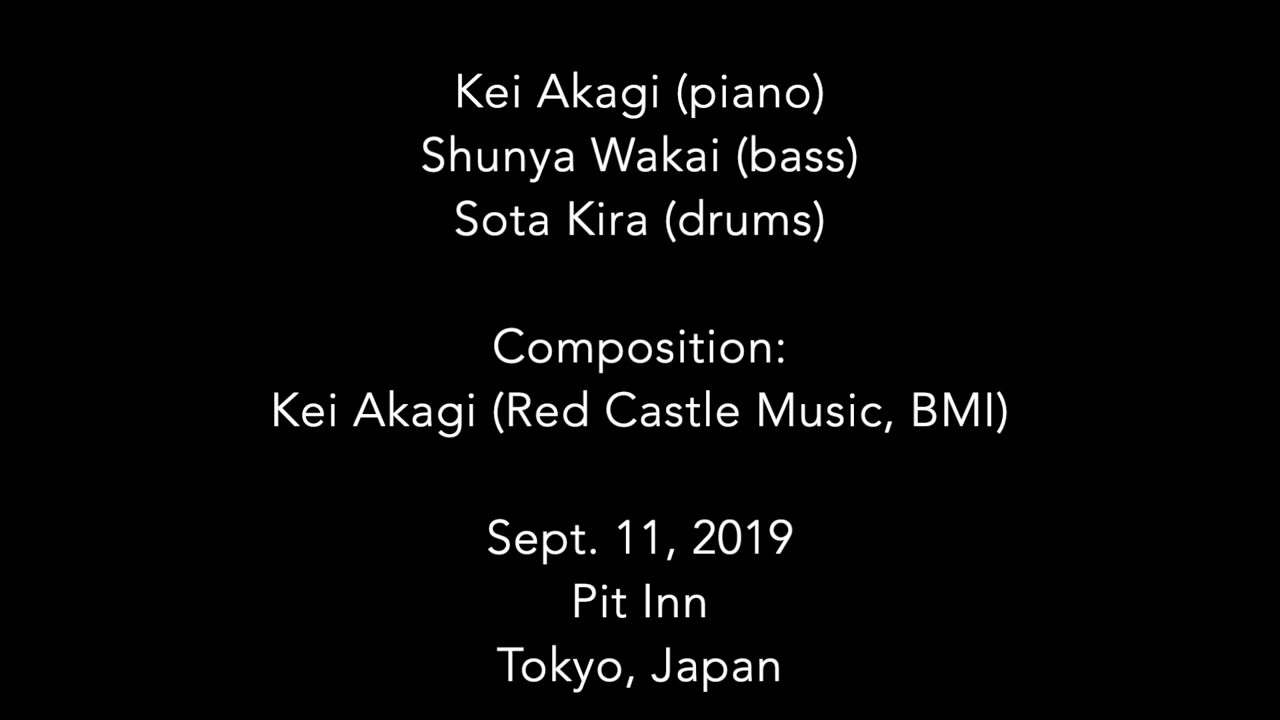 Kei Akagi (piano)
Shunya Wakai (bass)
Sota Kira (drums)
Composition:
Kei Akagi (Red Castle Music, BMI)
Sept. 11, 2019
Pit Inn
Tokyo, Japan